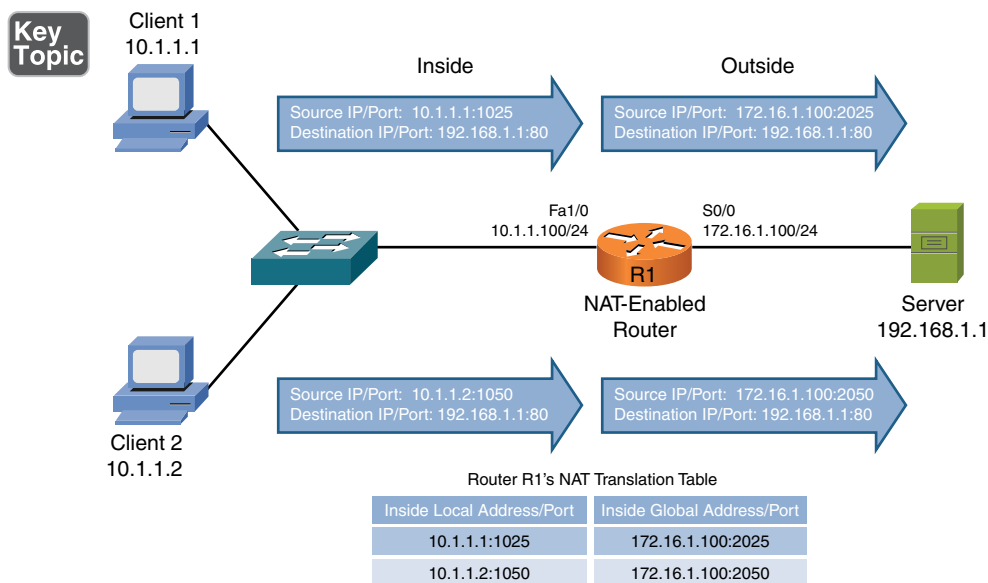 Key
Topic
Client 1
10.1.1.1
Inside
Outside
Source IP/Port:  10.1.1.1:1025
Destination IP/Port: 192.168.1.1:80
Source IP/Port:  172.16.1.100:2025
Destination IP/Port: 192.168.1.1:80
Fa1/0
10.1.1.100/24
S0/0
172.16.1.100/24
R1
NAT-Enabled
Router
Server
192.168.1.1
Source IP/Port:  10.1.1.2:1050
Destination IP/Port: 192.168.1.1:80
Source IP/Port:  172.16.1.100:2050
Destination IP/Port: 192.168.1.1:80
Client 2
10.1.1.2
Router R1's NAT Translation Table
Inside Local Address/Port
Inside Global Address/Port
10.1.1.1:1025
172.16.1.100:2025
10.1.1.2:1050
172.16.1.100:2050